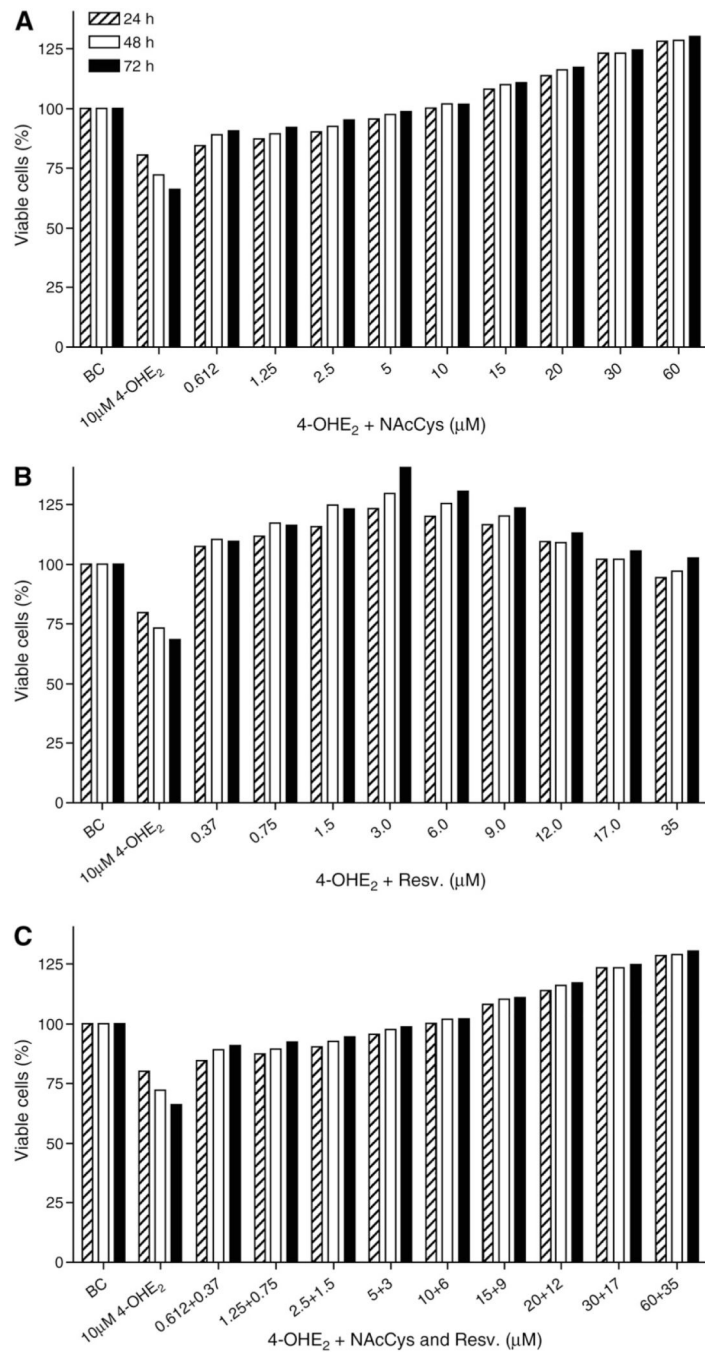 A
24 h
48 h
72 h
125
100
75
50
25
0
Viable cells (%)
BC
10μM 4-OHE₂
0.612
1.25
2.5
5
10
15
20
30
60
4-OHE₂ + NAcCys (μM)
B
125
100
75
50
25
0
Viable cells (%)
BC
10μM 4-OHE₂
0.37
0.75
1.5
3.0
6.0
9.0
12.0
17.0
35
4-OHE₂ + Resv. (μM)
C
125
100
75
50
25
0
Viable cells (%)
BC
10μM 4-OHE₂
0.612+0.37
1.25+0.75
2.5+1.5
5+3
10+6
15+9
20+12
30+17
60+35
4-OHE₂ + NAcCys and Resv. (μM)